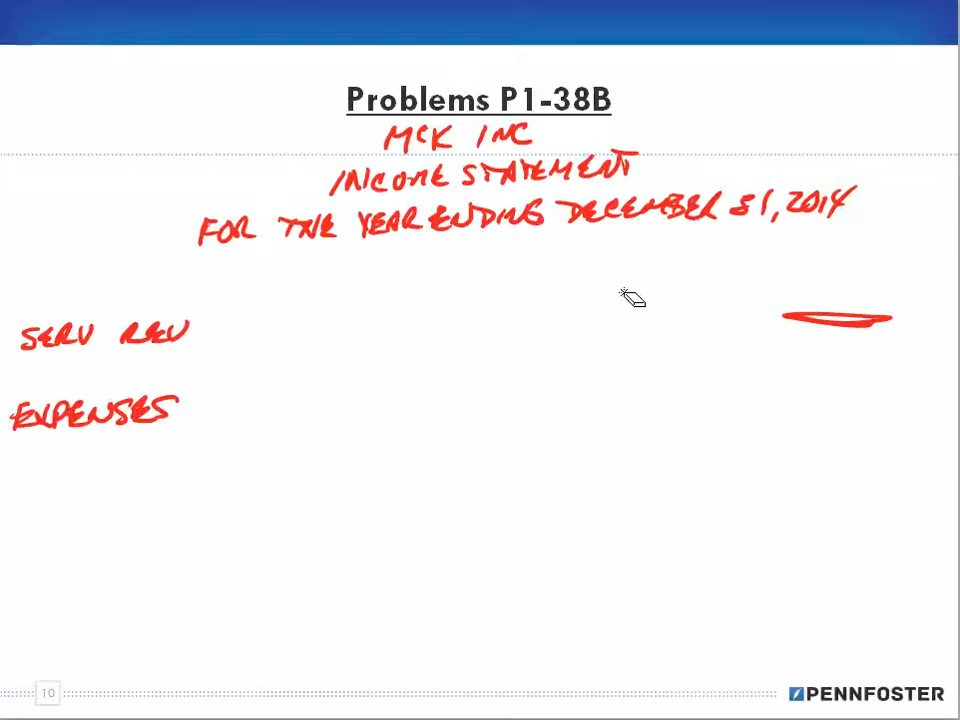 Problems P1-38B
MCK INC
INCOME STATEMENT
FOR THE YEAR ENDING DECEMBER 31, 2014
SERV REV
EXPENSES
10
PENNFOSTER